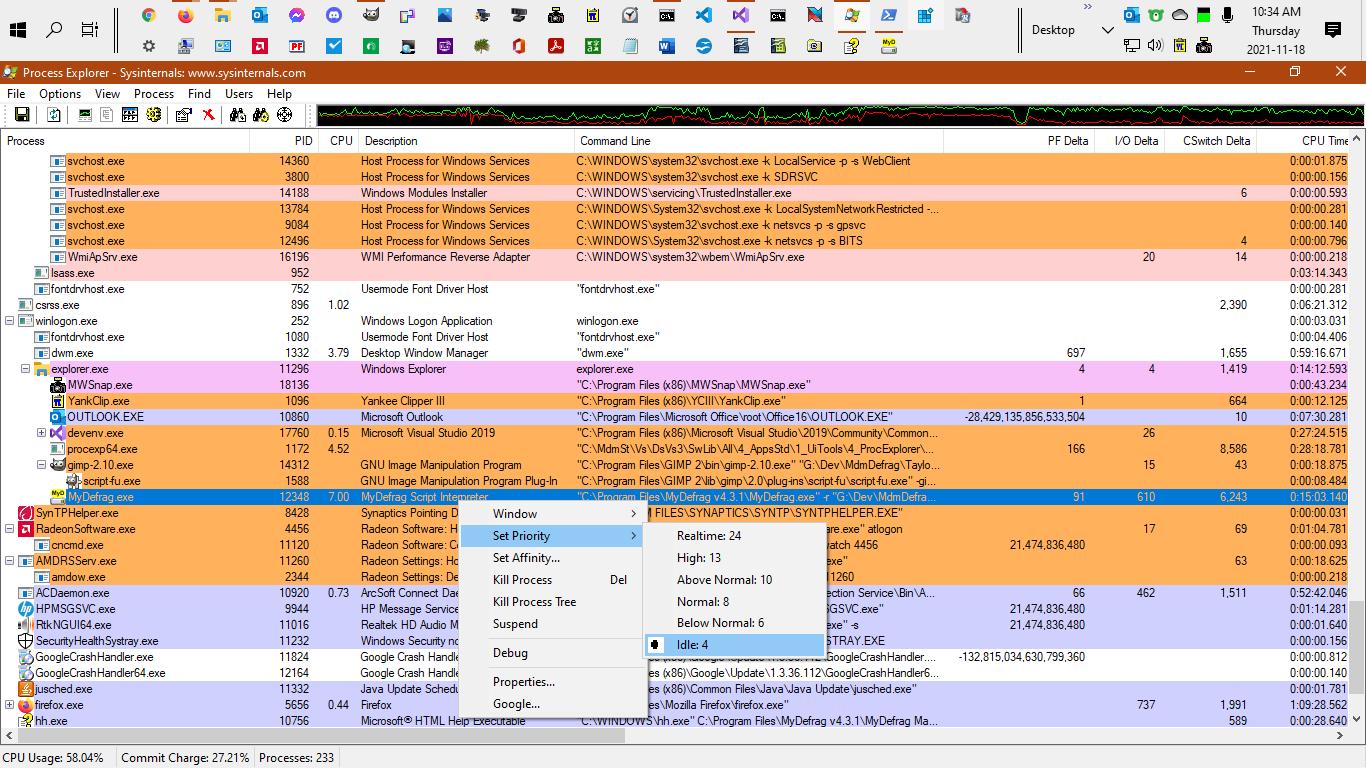 10:34 AM
Desktop
Thursday
2021-11-18
Process Explorer - Sysinternals: www.sysinternals.com
File Options View Process Find Users Help
Process PID CPU Description Command Line PF Delta I/O Delta CSwitch Delta CPU Time
svchost.exe 14360 Host Process for Windows Services C:\WINDOWS\system32\svchost.exe -k LocalService -p -s WebClient 0:00:01.875
svchost.exe 3800 Host Process for Windows Services C:\WINDOWS\system32\svchost.exe -k SDRSVC 0:00:00.156
TrustedInstaller.exe 14188 Windows Modules Installer C:\WINDOWS\servicing\TrustedInstaller.exe 6 0:00:00.593
svchost.exe 13784 Host Process for Windows Services C:\WINDOWS\System32\svchost.exe -k LocalSystemNetworkRestricted -... 0:00:00.281
svchost.exe 9084 Host Process for Windows Services C:\WINDOWS\system32\svchost.exe -k netsvcs -p -s gpsvc 0:00:00.140
svchost.exe 12496 Host Process for Windows Services C:\WINDOWS\System32\svchost.exe -k netsvcs -p -s BITS 4 0:00:00.796
WmiApSrv.exe 16196 WMI Performance Reverse Adapter C:\WINDOWS\system32\wbem\WmiApSrv.exe 20 14 0:00:00.218
lsass.exe 952 0:03:14.343
fontdrvhost.exe 752 Usermode Font Driver Host "fontdrvhost.exe" 0:00:00.281
csrss.exe 896 1.02 2,390 0:06:21.312
winlogon.exe 252 Windows Logon Application winlogon.exe 0:00:03.031
fontdrvhost.exe 1080 Usermode Font Driver Host "fontdrvhost.exe" 0:00:04.406
dwm.exe 1332 3.79 Desktop Window Manager "dwm.exe" 697 1,655 0:59:16.671
explorer.exe 11296 Windows Explorer explorer.exe 4 4 1,419 0:14:12.593
MWSnap.exe 18136 "C:\Program Files (x86)\MWSnap\MWSnap.exe" 0:00:43.234
YankClip.exe 1096 Yankee Clipper III "C:\Program Files (x86)\YCIII\YankClip.exe" 1 664 0:00:12.125
OUTLOOK.EXE 10860 Microsoft Outlook "C:\Program Files\Microsoft Office\root\Office16\OUTLOOK.EXE" -28,429,135,856,533,504 10 0:07:30.281
devenv.exe 17760 0.15 Microsoft Visual Studio 2019 "C:\Program Files (x86)\Microsoft Visual Studio\2019\Community\Common... 26 0:27:24.515
procexp64.exe 1172 4.52 "C:\MdmSt\Vs\DsVs3\SwLib\All\4_AppsStd\1_UiTools\4_ProcExplorer\... 166 8,586 0:28:18.781
gimp-2.10.exe 14312 GNU Image Manipulation Program "C:\Program Files\GIMP 2\bin\gimp-2.10.exe" "G:\Dev\MdmDefrag\Taylo... 15 43 0:00:18.875
script-fu.exe 1588 GNU Image Manipulation Program Plug-In "C:\Program Files\GIMP 2\lib\gimp\2.0\plug-ins\script-fu\script-fu.exe" -gi... 0:00:08.484
MyDefrag.exe 12348 7.00 MyDefrag Script Interpreter "C:\Program Files\MyDefrag v4.3.1\MyDefrag.exe" -r "G:\Dev\MdmDefra... 91 610 6,243 0:15:03.140
SynTPHelper.exe 8428 Synaptics Pointing D M FILES\SYNAPTICS\SYNTP\SYNTPHELPER.EXE" 0:00:00.031
RadeonSoftware.exe 4456 Radeon Software: H are.exe" atlogon 17 69 0:01:04.781
cncmd.exe 11120 Radeon Software: C watch 4456 21,474,836,480 0:00:00.093
AMDRSServ.exe 11260 Radeon Settings: Ho exe" 63 0:00:18.625
amdow.exe 2344 Radeon Settings: De 11260 0:00:00.218
ACDaemon.exe 10920 0.73 ArcSoft Connect Dae ection Service\Bin\A... 66 462 1,511 0:52:42.046
HPMSGSVC.exe 9944 HP Message Service exe" 21,474,836,480 0:01:14.281
RtkNGUI64.exe 11016 Realtek HD Audio M exe" -s 21,474,836,480 0:00:01.640
SecurityHealthSystray.exe Windows Security no STRAY.EXE 0:00:00.156
GoogleCrashHandler.exe 11824 Google Crash Handle (x86)\Google\Update\1.3.36.112\GoogleCrashHandler... -132,815,034,630,799,360 0:00:00.812
GoogleCrashHandler64.exe 12164 Google Crash Handle (x86)\Google\Update\1.3.36.112\GoogleCrashHandler... 0:00:00.640
jusched.exe 11332 Java Update Schedu (x86)\Common Files\Java\Java Update\jusched.exe" 0:00:01.781
firefox.exe 5656 0.44 Firefox es\Mozilla Firefox\firefox.exe" 737 1,991 1:09:28.562
hh.exe 10756 Microsoft® HTML Help Executable "C:\WINDOWS\hh.exe" C:\Program Files\MyDefrag v4.3.1\MyDefrag Ma... 589 0:00:28.640
Window
Set Priority
Set Affinity...
Kill Process Del
Kill Process Tree
Suspend
Debug
Properties...
Google...
Realtime: 24
High: 13
Above Normal: 10
Normal: 8
Below Normal: 6
Idle: 4
CPU Usage: 58.04% Commit Charge: 27.21% Processes: 233